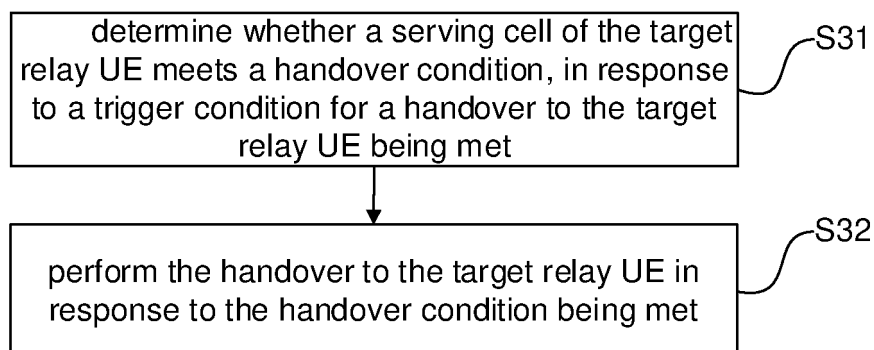 determine whether a serving cell of the target
relay UE meets a handover condition, in response
to a trigger condition for a handover to the target
relay UE being met
S31
perform the handover to the target relay UE in
response to the handover condition being met
S32